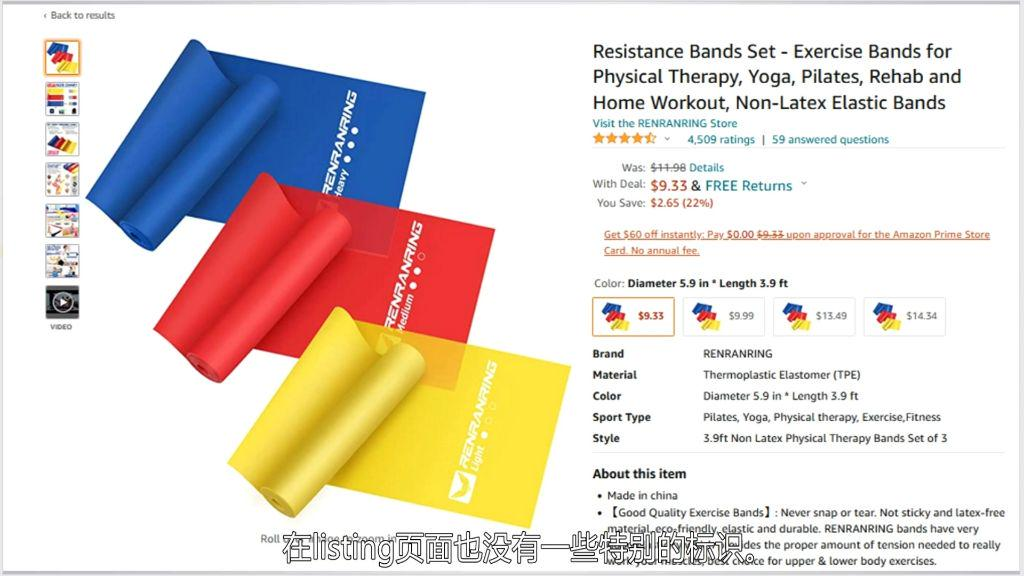 ‹ Back to results
VIDEO
RENRANRING
Heavy
RENRANRING
Medium
RENRANRING
Light
Resistance Bands Set - Exercise Bands for
Physical Therapy, Yoga, Pilates, Rehab and
Home Workout, Non-Latex Elastic Bands
Visit the RENRANRING Store
4,509 ratings | 59 answered questions
Was: $11.98 Details
With Deal: $9.33 & FREE Returns
You Save: $2.65 (22%)
Get $60 off instantly: Pay $0.00 $9.33 upon approval for the Amazon Prime Store
Card. No annual fee.
Color: Diameter 5.9 in * Length 3.9 ft
$9.33 $9.99 $13.49 $14.34
Brand RENRANRING
Material Thermoplastic Elastomer (TPE)
Color Diameter 5.9 in * Length 3.9 ft
Sport Type Pilates, Yoga, Physical therapy, Exercise,Fitness
Style 3.9ft Non Latex Physical Therapy Bands Set of 3
About this item
• Made in china
• 【Good Quality Exercise Bands】: Never snap or tear. Not sticky and latex-free
material, eco-friendly, elastic and durable. RENRANRING bands have very
the proper amount of tension needed to really
best choice for upper & lower body exercises.
Roll
在listing页面也没有一些特别的标识。